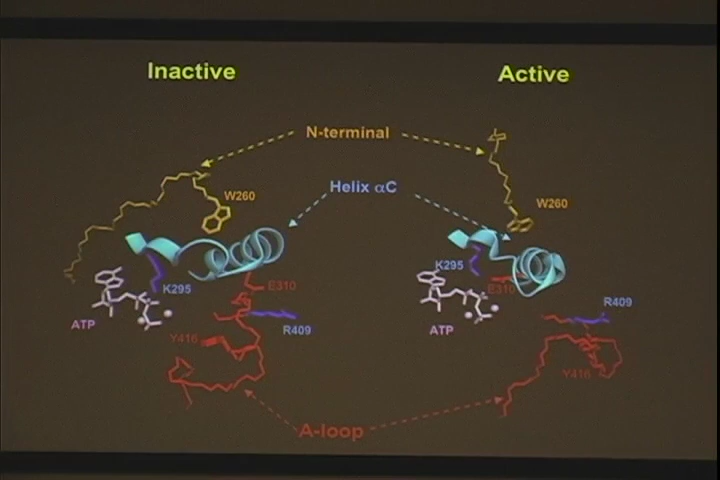 Inactive
Active
N-terminal
Helix αC
W260
W260
K295
E310
ATP
R409
Y416
K295
E310
ATP
R409
Y416
A-loop